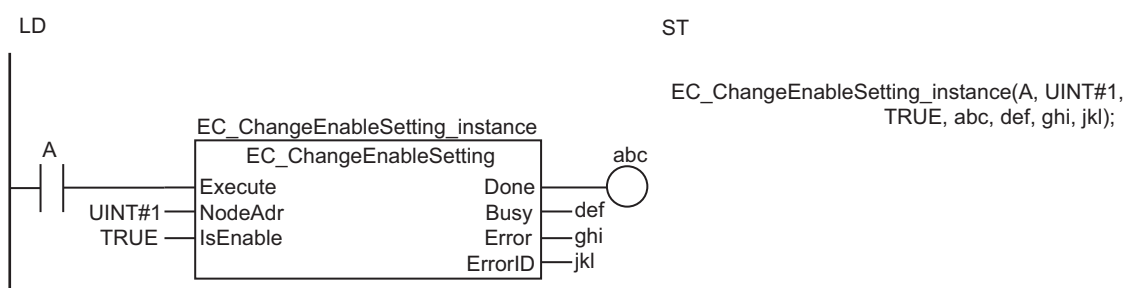 LD
ST
EC_ChangeEnableSetting_instance(A, UINT#1,
TRUE, abc, def, ghi, jkl);
EC_ChangeEnableSetting_instance
A
EC_ChangeEnableSetting
abc
Execute
Done
UINT#1
NodeAdr
Busy
def
TRUE
IsEnable
Error
ghi
ErrorID
jkl